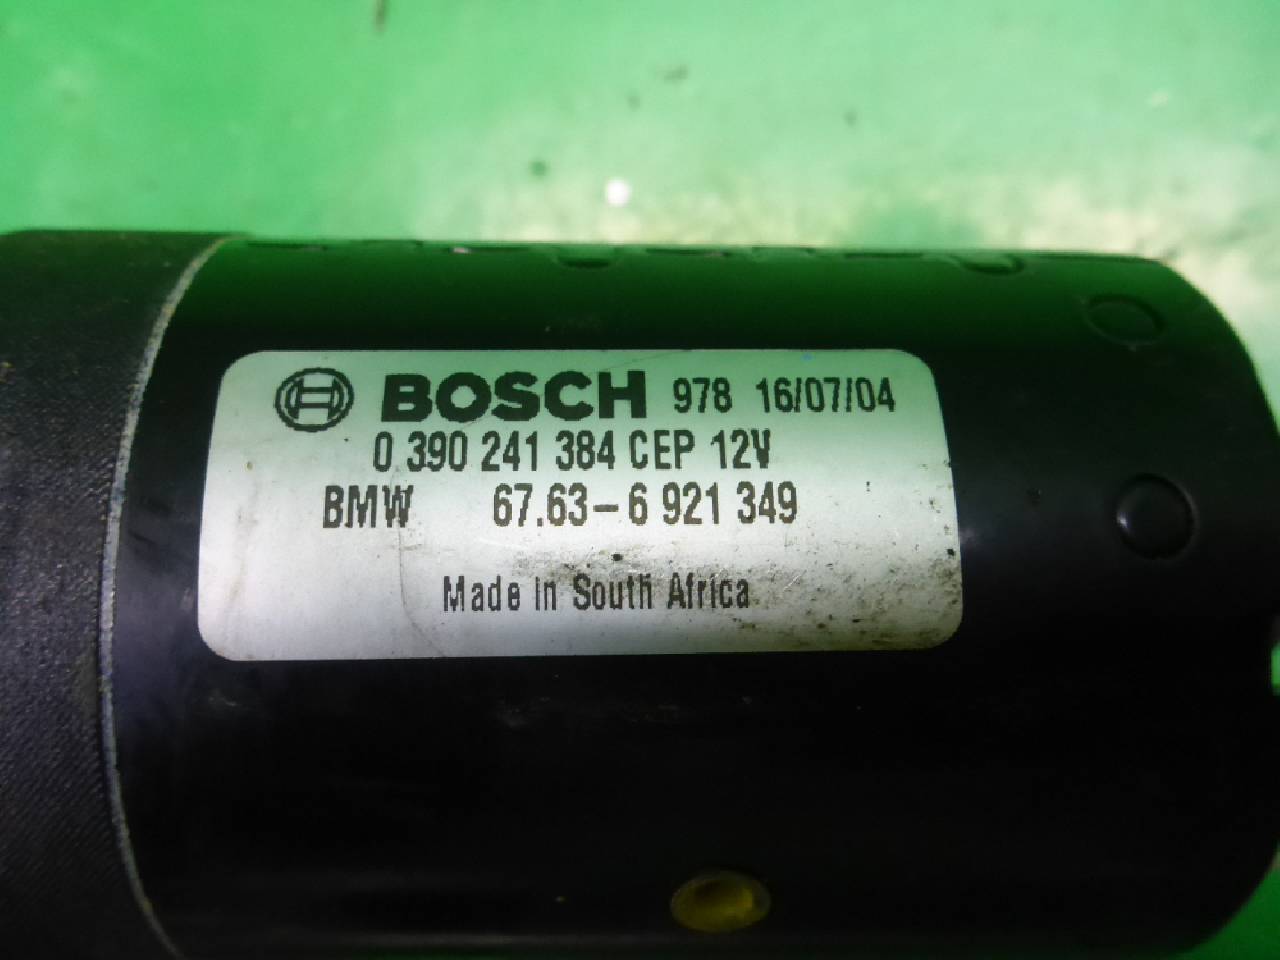 BOSCH 978 16/07/04
0 390 241 384 CEP 12V
BMW 67.63-6 921 349
Made in South Africa